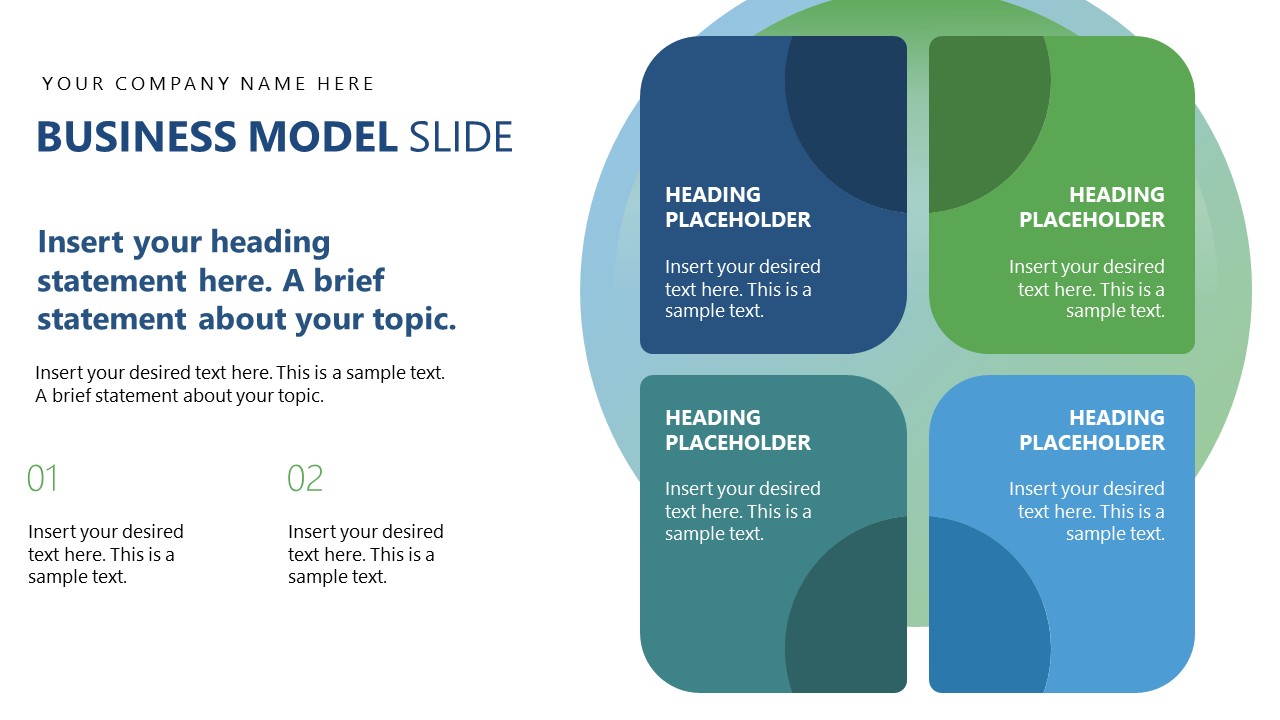 YOUR COMPANY NAME HERE
BUSINESS MODEL SLIDE
Insert your heading
statement here. A brief
statement about your topic.
Insert your desired text here. This is a sample text.
A brief statement about your topic.
01
Insert your desired
text here. This is a
sample text.
02
Insert your desired
text here. This is a
sample text.
HEADING
PLACEHOLDER
Insert your desired
text here. This is a
sample text.
HEADING
PLACEHOLDER
Insert your desired
text here. This is a
sample text.
HEADING
PLACEHOLDER
Insert your desired
text here. This is a
sample text.
HEADING
PLACEHOLDER
Insert your desired
text here. This is a
sample text.